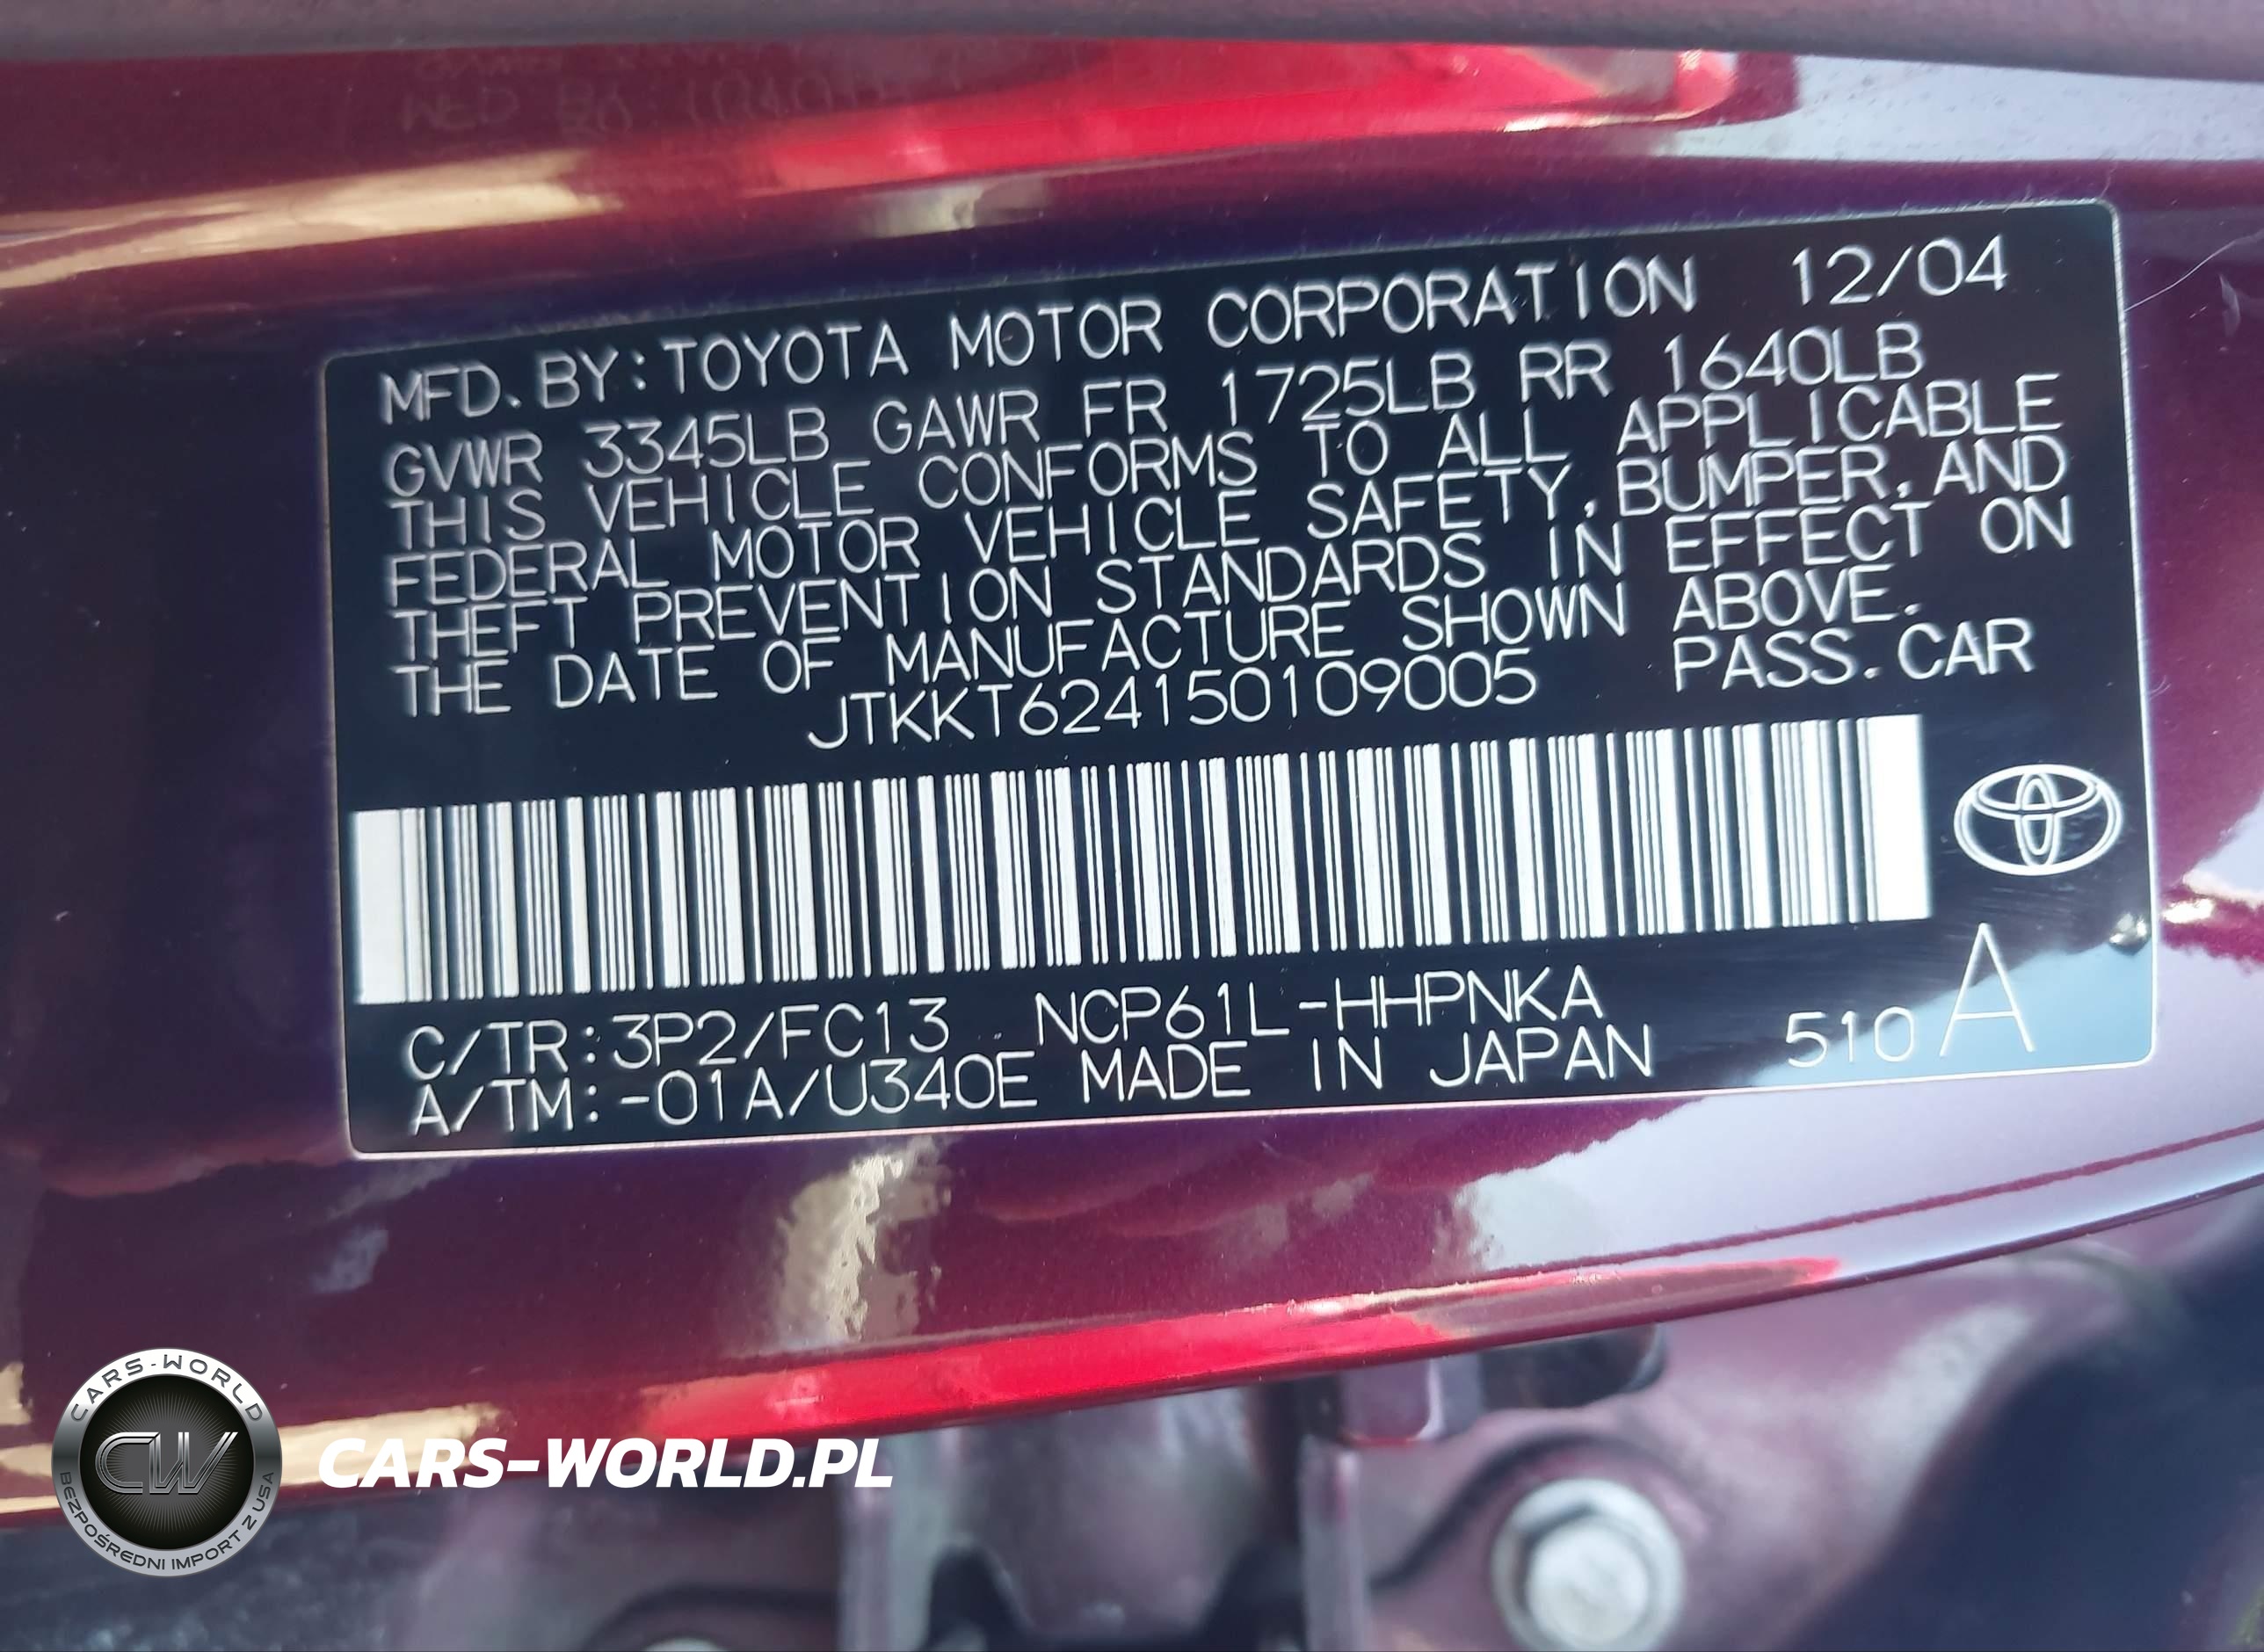 MFD. BY: TOYOTA MOTOR CORPORATION 12/04
GVWR 3345LB GAWR FR 1725LB RR 1640LB
THIS VEHICLE CONFORMS TO ALL APPLICABLE
FEDERAL MOTOR VEHICLE SAFETY, BUMPER, AND
THEFT PREVENTION STANDARDS IN EFFECT ON
THE DATE OF MANUFACTURE SHOWN ABOVE.
JTKKT624150109005 PASS. CAR
C/TR: 3P2/FC13 NCP61L-HHPNKA
A/TM: -01A/U340E MADE IN JAPAN 510 A
CARS-WORLD
CW
BEZPOŚREDNI IMPORT Z USA
CARS-WORLD.PL